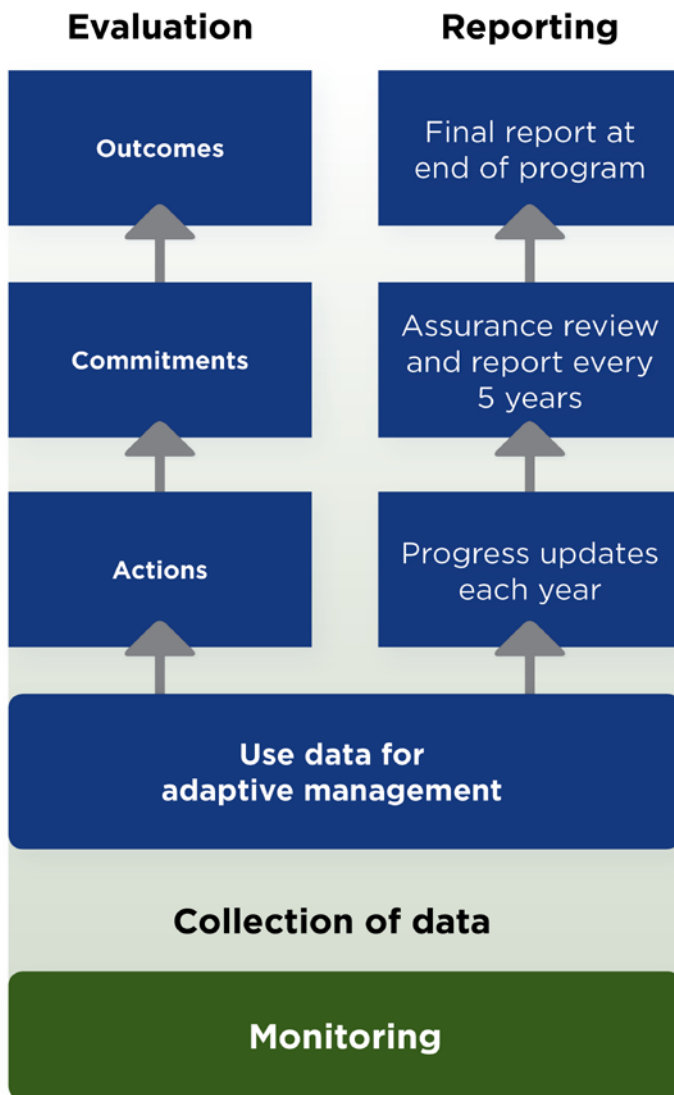 Evaluation
Reporting
Outcomes
Final report at
end of program
Commitments
Assurance review
and report every
5 years
Actions
Progress updates
each year
Use data for
adaptive management
Collection of data
Monitoring